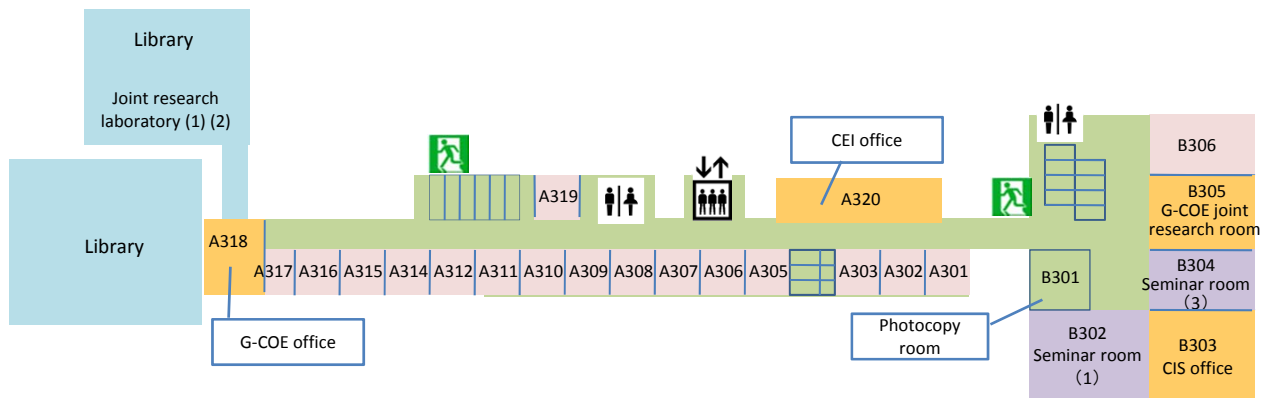 Library
Joint research
laboratory (1) (2)
CEI office
B306
A319
A320
B305
G-COE joint
research room
A318
Library
A317
A316
A315
A314
A312
A311
A310
A309
A308
A307
A306
A305
A303
A302
A301
B301
B304
Seminar room
（3）
G-COE office
Photocopy
room
B302
Seminar room
（1）
B303
CIS office